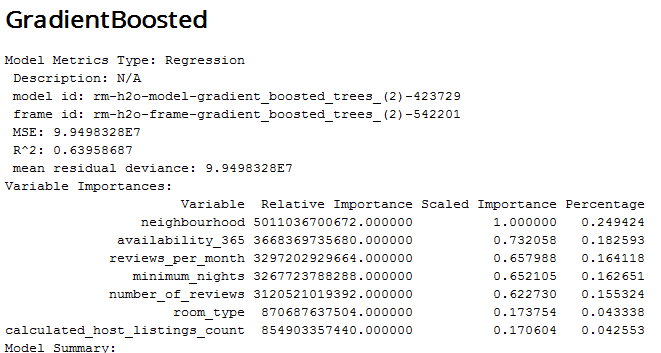 GradientBoosted
Model Metrics Type: Regression
Description: N/A
model id: rm-h2o-model-gradient_boosted_trees_(2)-423729
frame id: rm-h2o-frame-gradient_boosted_trees_(2)-542201
MSE: 9.9498328E7
R^2: 0.63958687
mean residual deviance: 9.9498328E7
Variable Importances:
Variable Relative Importance Scaled Importance Percentage
neighbourhood 5011036700672.000000 1.000000 0.249424
availability_365 3668369735680.000000 0.732058 0.182593
reviews_per_month 3297202929664.000000 0.657988 0.164118
minimum_nights 3267723788288.000000 0.652105 0.162651
number_of_reviews 3120521019392.000000 0.622730 0.155324
room_type 870687637504.000000 0.173754 0.043338
calculated_host_listings_count 854903357440.000000 0.170604 0.042553
Model Summary: